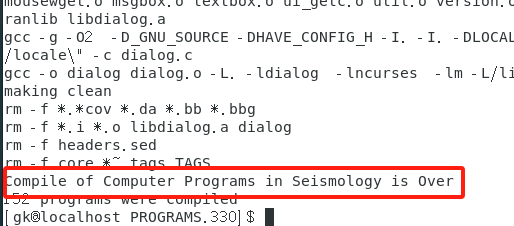 mousewget.o msgbox.o textbox.o ui_getc.o util.o version.o
ranlib libdialog.a
gcc -g -O2 -D_GNU_SOURCE -DHAVE_CONFIG_H -I. -I. -DLOCAL
/locale\" -c dialog.c
gcc -o dialog dialog.o -L. -ldialog -lncurses -lm -L/li
making clean
rm -f *.*cov *.da *.bb *.bbg
rm -f *.i *.o libdialog.a dialog
rm -f headers.sed
rm -f core *~ tags TAGS
Compile of Computer Programs in Seismology is Over
152 programs were compiled
[gk@localhost PROGRAMS.330]$